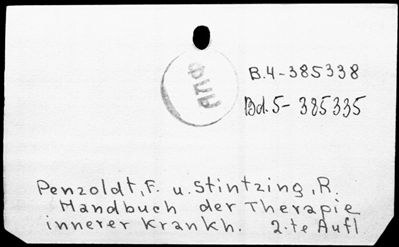 B.4-385338
Bd.5-385335
Penzoldt, F. u. Stintzing, R.
Handbuch der Therapie
innerer Krankh. 2-te Aufl